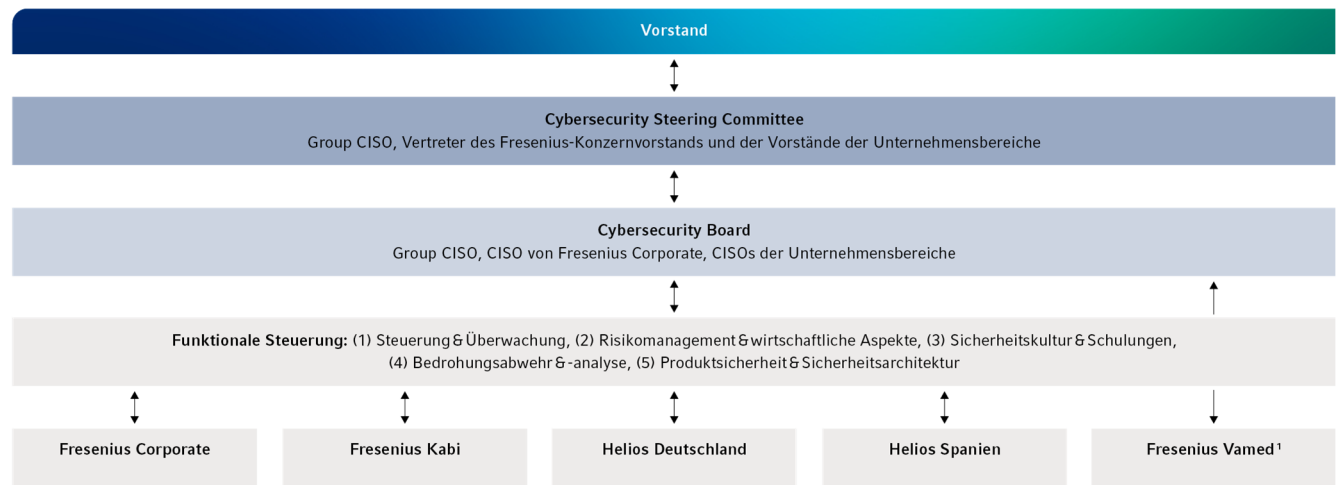 Vorstand
Cybersecurity Steering Committee
Group CISO, Vertreter des Fresenius-Konzernvorstands und der Vorstände der Unternehmensbereiche
Cybersecurity Board
Group CISO, CISO von Fresenius Corporate, CISOs der Unternehmensbereiche
Funktionale Steuerung: (1) Steuerung & Überwachung, (2) Risikomanagement & wirtschaftliche Aspekte, (3) Sicherheitskultur & Schulungen,
(4) Bedrohungsabwehr & -analyse, (5) Produktsicherheit & Sicherheitsarchitektur
Fresenius Corporate
Fresenius Kabi
Helios Deutschland
Helios Spanien
Fresenius Vamed ¹